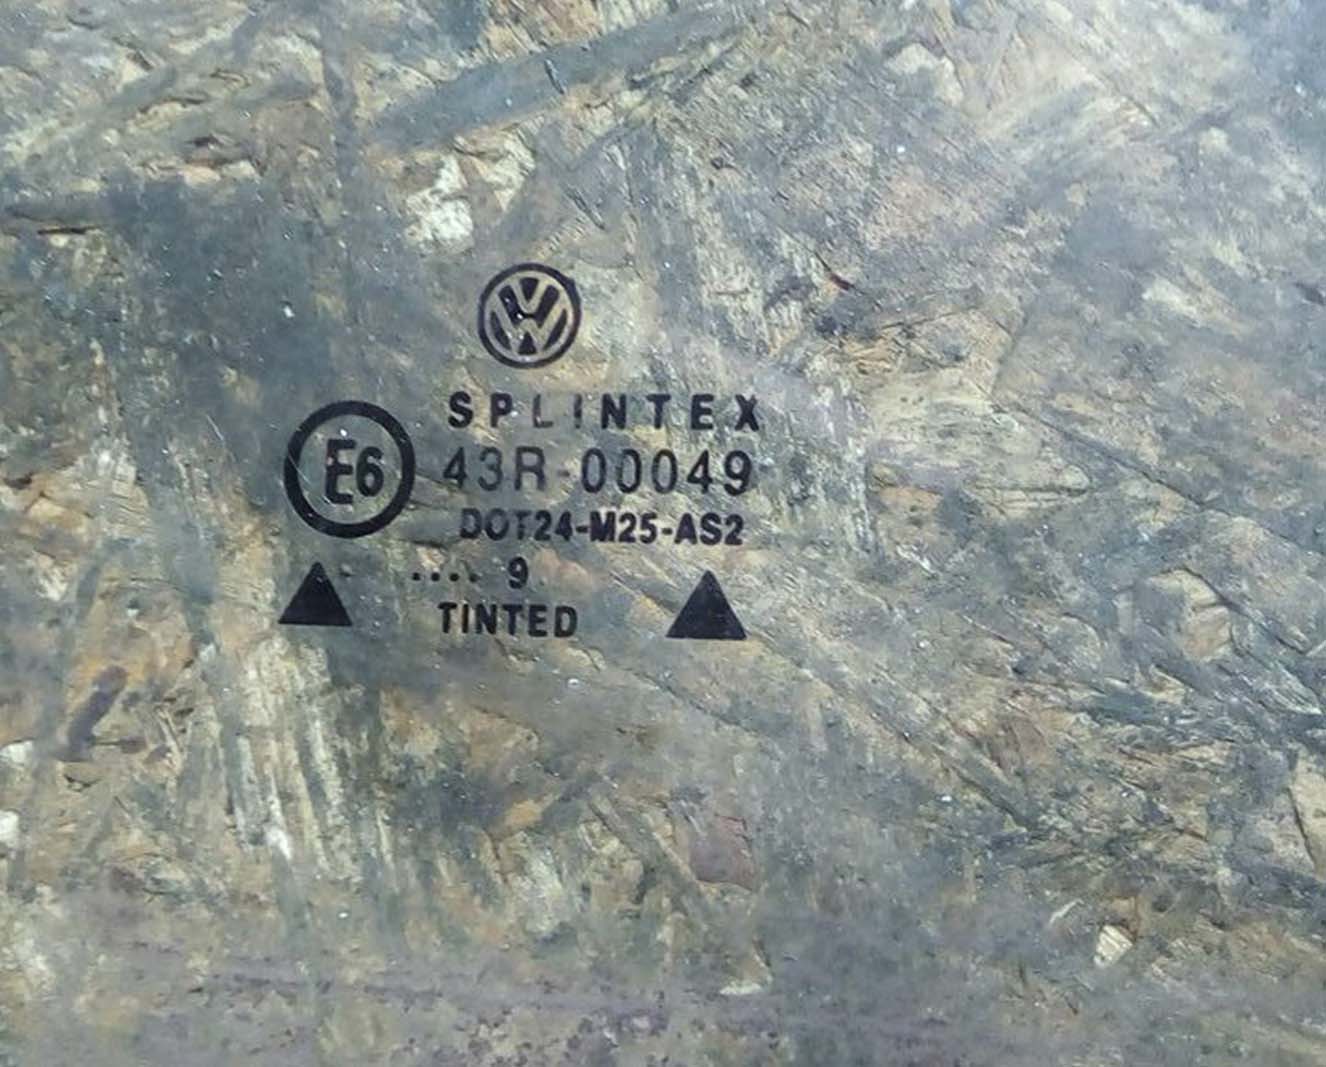 SPLINTEX
E6
43R-00049
DOT24-M25-AS2
.... 9
TINTED